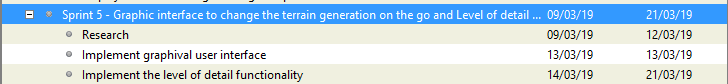 Sprint 5 - Graphic interface to change the terrain generation on the go and Level of detail ... 09/03/19 21/03/19
Research 09/03/19 12/03/19
Implement graphival user interface 13/03/19 13/03/19
Implement the level of detail functionality 14/03/19 21/03/19